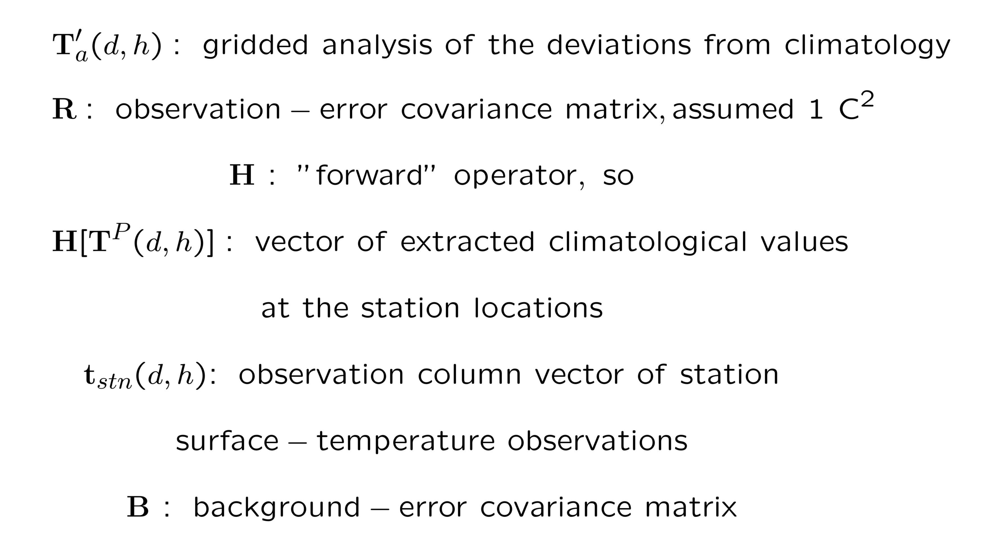 T′ₐ(d, h) : gridded analysis of the deviations from climatology
R : observation – error covariance matrix, assumed 1 C²
H : ”forward” operator, so
H[Tᴾ(d, h)] : vector of extracted climatological values
at the station locations
tₛₜₙ(d, h): observation column vector of station
surface – temperature observations
B : background – error covariance matrix